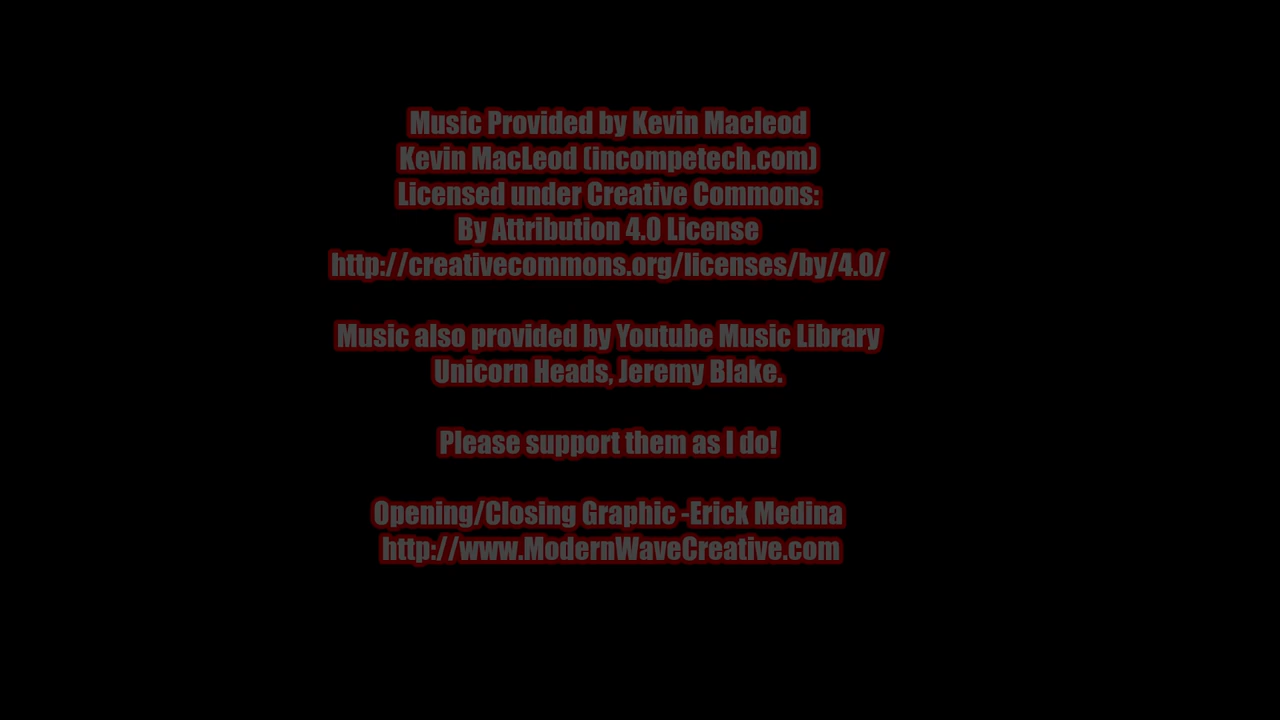 Music Provided by Kevin Macleod
Kevin MacLeod (incompetech.com)
Licensed under Creative Commons:
By Attribution 4.0 License
http://creativecommons.org/licenses/by/4.0/
Music also provided by Youtube Music Library
Unicorn Heads, Jeremy Blake.
Please support them as I do!
Opening/Closing Graphic -Erick Medina
http://www.ModernWaveCreative.com